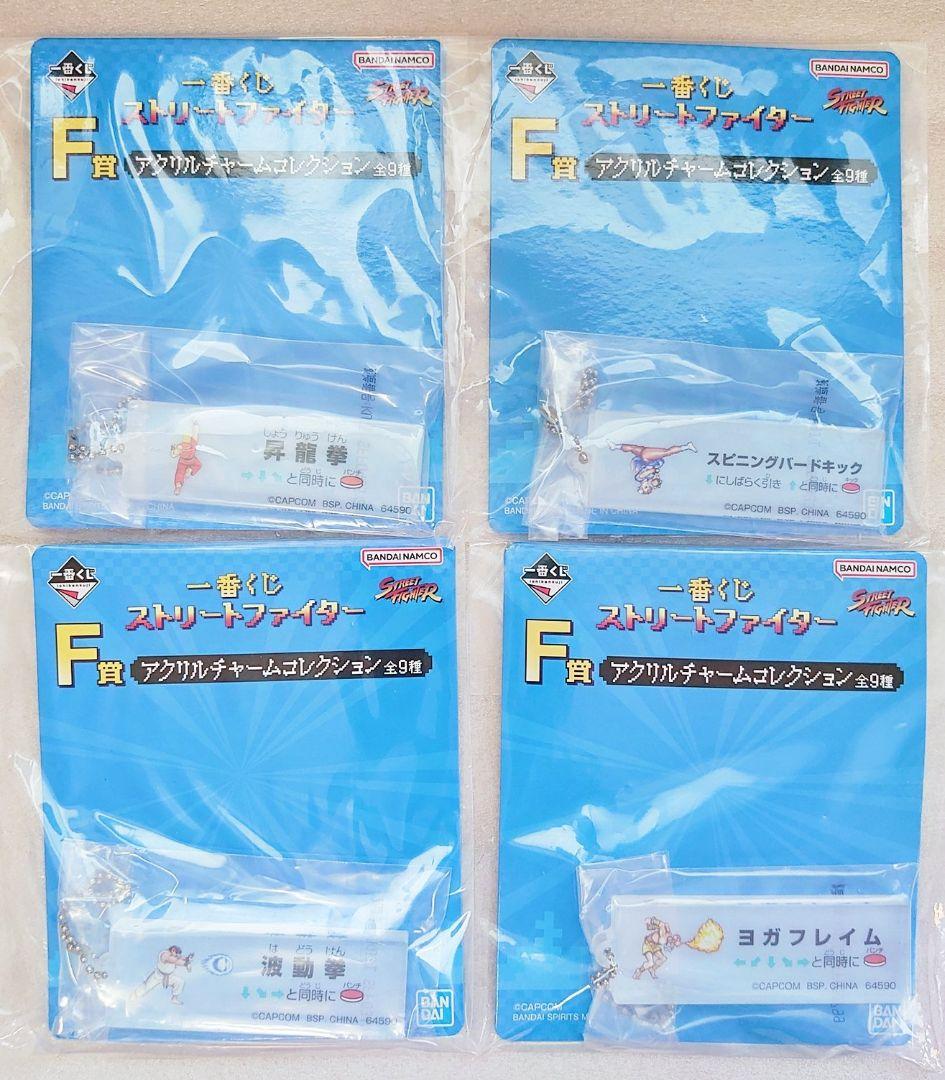 一番くじ
ichibankuji
BANDAI NAMCO
一番くじ
ストリートファイター
STREET FIGHTER
F賞 アクリルチャームコレクション 全9種
しょう りゅう けん
昇龍拳
どうじ パンチ
→↓↘と同時に
©CAPCOM BSP, CHINA 64590
©CAP
BAN
DAI
一番くじ
ichibankuji
BANDAI NAMCO
一番くじ
ストリートファイター
STREET FIGHTER
F賞 アクリルチャームコレクション 全9種
スピニングバードキック
↓にしばらく引き ↑と同時に キック
©CAPCOM BSP, CHINA 64590
©CAPCOM
一番くじ
ichibankuji
BANDAI NAMCO
一番くじ
ストリートファイター
STREET FIGHTER
F賞 アクリルチャームコレクション 全9種
は どう けん
波動拳
どうじ パンチ
↓↘→と同時に
©CAPCOM BSP, CHINA 64590
BAN
DAI
一番くじ
ichibankuji
BANDAI NAMCO
一番くじ
ストリートファイター
STREET FIGHTER
F賞 アクリルチャームコレクション 全9種
ヨガフレイム
パンチ
←↙↓↘→と同時に
©CAPCOM BSP, CHINA 64590
©CAPCOM
BANDAI SPIRITS M
BAN
DAI